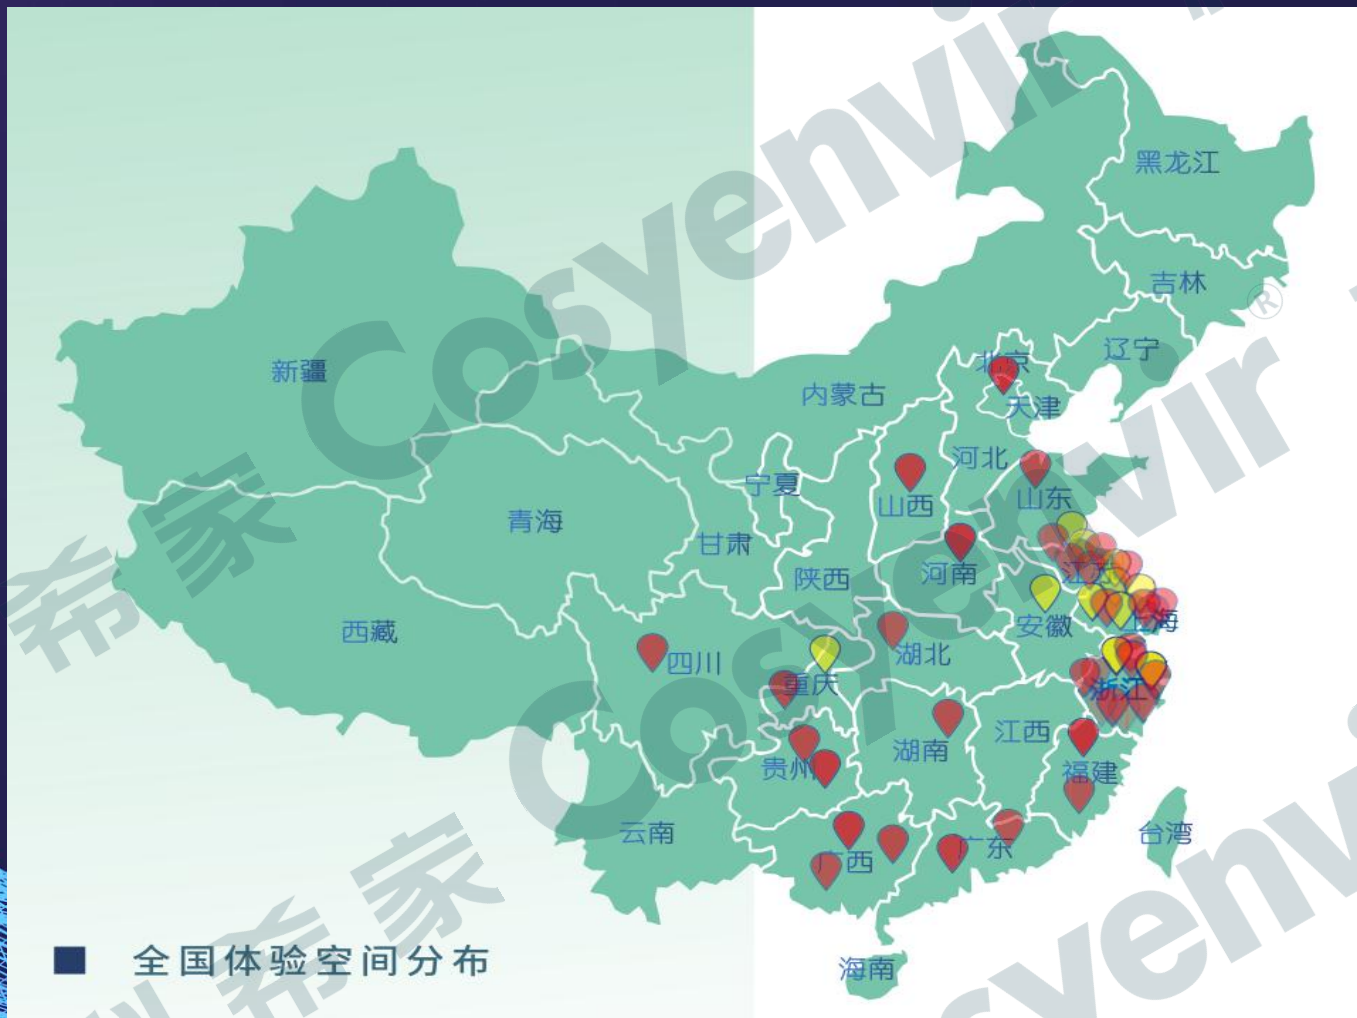 黑龙江
吉林
®
辽宁
新疆
北京
内蒙古
天津
河北
宁夏
山东
山西
青海
甘肃
河南
陕西
安徽
上海
西藏
湖北
四川
重庆
浙江
江西
湖南
贵州
福建
云南
台湾
广东
广西
海南
全国体验空间分布
Cosyenvir
希家 Cosyenvir
希家